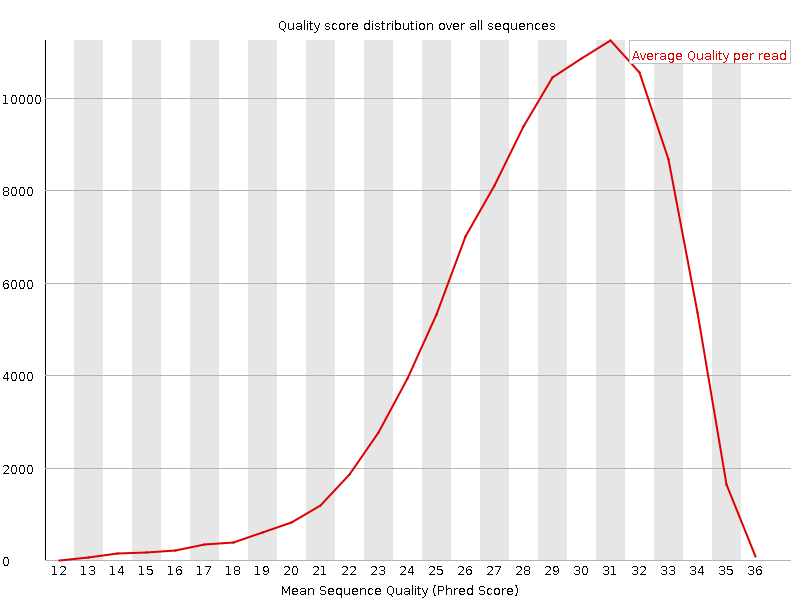 Quality score distribution over all sequences
Average Quality per read
10000
8000
6000
4000
2000
0
12 13 14 15 16 17 18 19 20 21 22 23 24 25 26 27 28 29 30 31 32 33 34 35 36
Mean Sequence Quality (Phred Score)